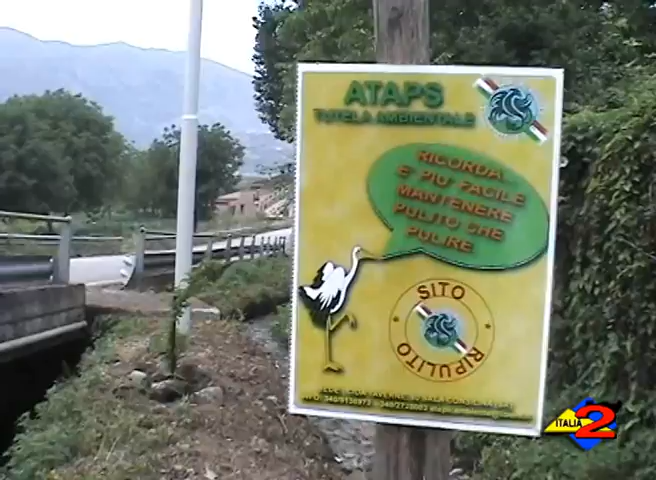 ATAPS
TUTELA AMBIENTALE
RICORDA...
E' PIU' FACILE
MANTENERE
PULITO CHE
PULIRE
SITO
RIPULITO
ITALIA 2